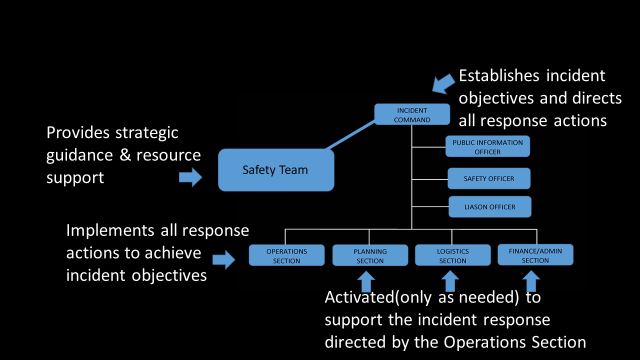 Establishes incident
objectives and directs
all response actions
INCIDENT
COMMAND
Provides strategic
guidance & resource
support
Safety Team
PUBLIC INFORMATION
OFFICER
SAFETY OFFICER
LIASON OFFICER
Implements all response
actions to achieve
incident objectives
OPERATIONS
SECTION
PLANNING
SECTION
LOGISTICS
SECTION
FINANCE/ADMIN
SECTION
Activated(only as needed) to
support the incident response
directed by the Operations Section